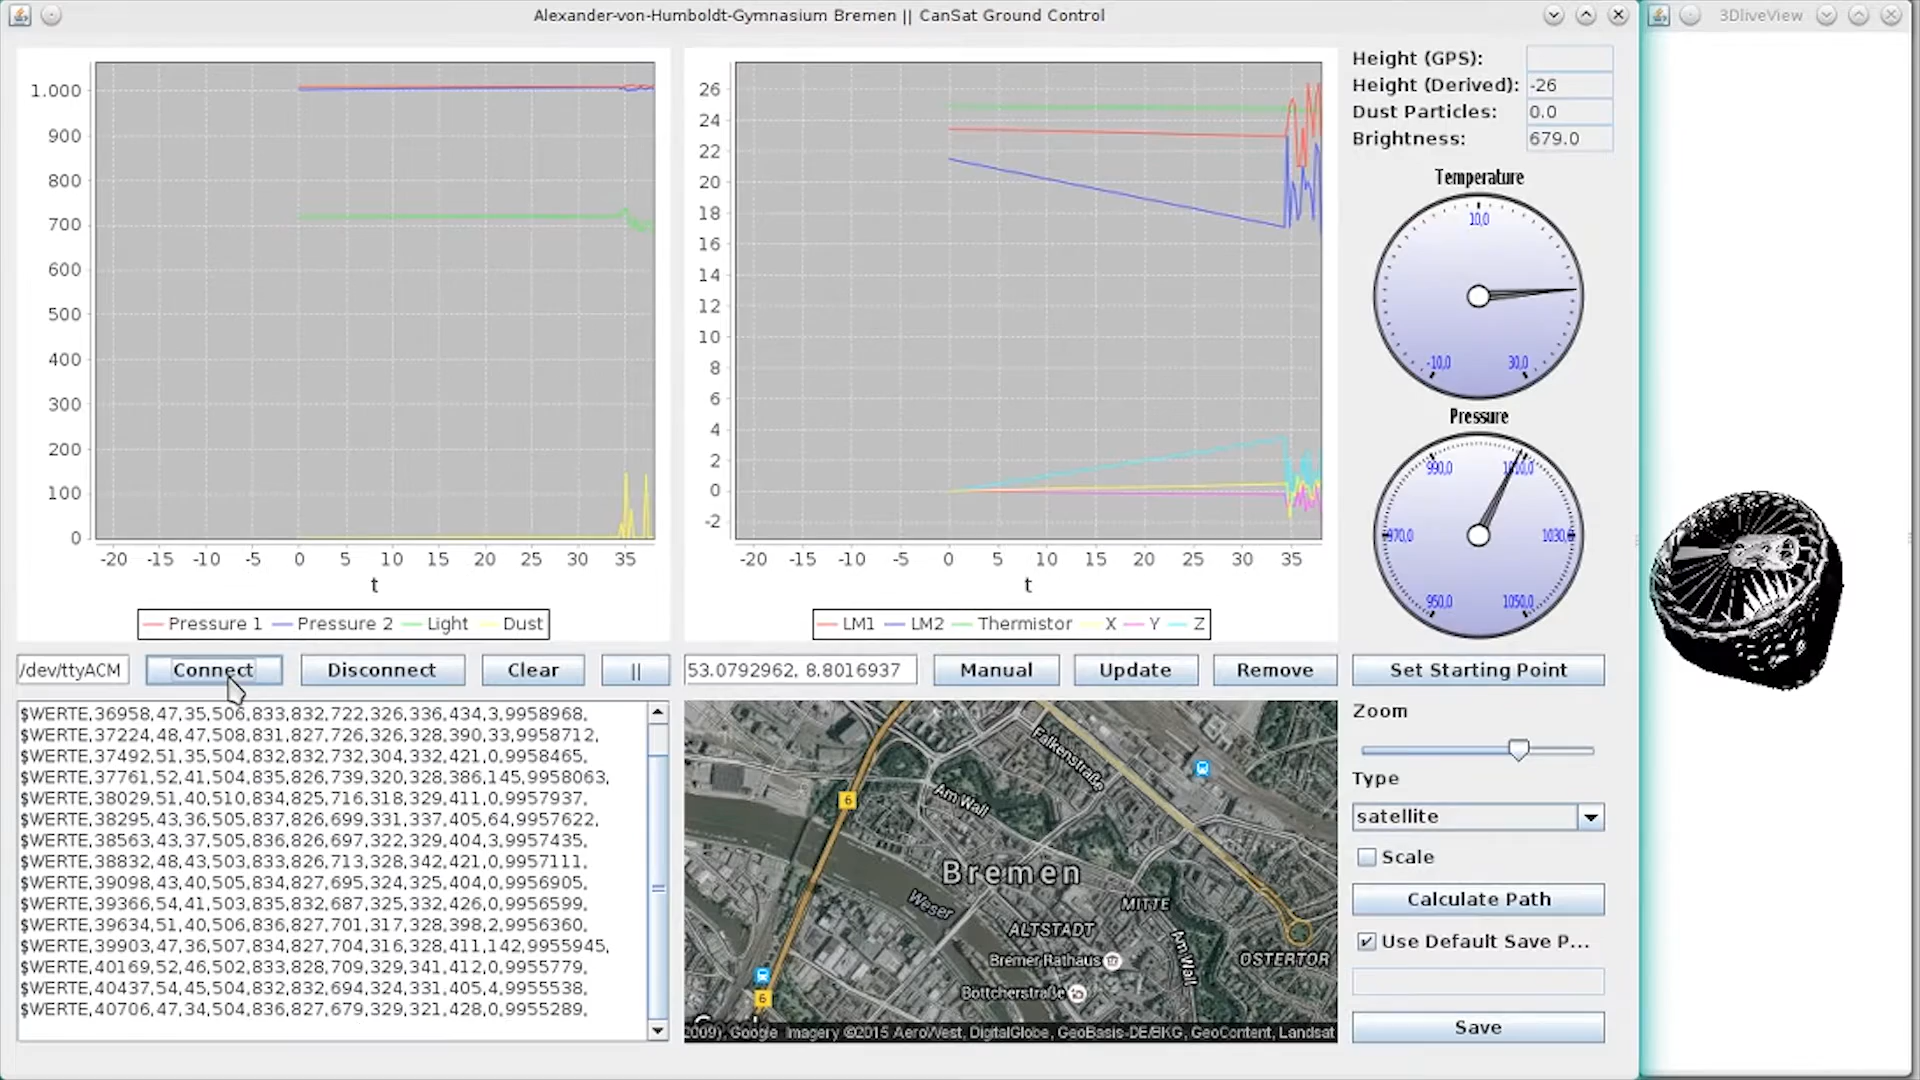 Alexander-von-Humboldt-Gymnasium Bremen || CanSat Ground Control
3DliveView
1.000
900
800
700
600
500
400
300
200
100
0
-20 -15 -10 -5 0 5 10 15 20 25 30 35
t
Pressure 1 Pressure 2 Light Dust
26
24
22
20
18
16
14
12
10
8
6
4
2
0
-2
-20 -15 -10 -5 0 5 10 15 20 25 30 35
t
LM1 LM2 Thermistor X Y Z
Height (GPS):
Height (Derived): -26
Dust Particles: 0.0
Brightness: 679.0
Temperature
10,0
-10,0 30,0
Pressure
990,0 1010,0
970,0 1030,0
950,0 1050,0
/dev/ttyACM Connect Disconnect Clear || 53.0792962, 8.8016937 Manual Update Remove Set Starting Point
$WERTE,36958,47,35,506,833,832,722,326,336,434,3,9958968,
$WERTE,37224,48,47,508,831,827,726,326,328,390,33,9958712,
$WERTE,37492,51,35,504,832,832,732,304,332,421,0,9958465,
$WERTE,37761,52,41,504,835,826,739,320,328,386,145,9958063,
$WERTE,38029,51,40,510,834,825,716,318,329,411,0,9957937,
$WERTE,38295,43,36,505,837,826,699,331,337,405,64,9957622,
$WERTE,38563,43,37,505,836,826,697,322,329,404,3,9957435,
$WERTE,38832,48,43,503,833,826,713,328,342,421,0,9957111,
$WERTE,39098,43,40,505,834,827,695,324,325,404,0,9956905,
$WERTE,39366,54,41,503,835,832,687,325,332,426,0,9956599,
$WERTE,39634,51,40,506,836,827,701,317,328,398,2,9956360,
$WERTE,39903,47,36,507,834,827,704,316,328,411,142,9955945,
$WERTE,40169,52,46,502,833,828,709,329,341,412,0,9955779,
$WERTE,40437,54,45,504,832,832,694,324,331,405,4,9955538,
$WERTE,40706,47,34,504,836,827,679,329,321,428,0,9955289,
Falkenstraße
6
Am Wall
Bremen
Weser
MITTE
ALTSTADT
Am Wall
OSTERTOR
Bremer Rathaus
Böttcherstraße
6
2009), Google Imagery ©2015 AeroWest, DigitalGlobe, GeoBasis-DE/BKG, GeoContent, Landsat
Zoom
Type
satellite
Scale
Calculate Path
Use Default Save P...
Save